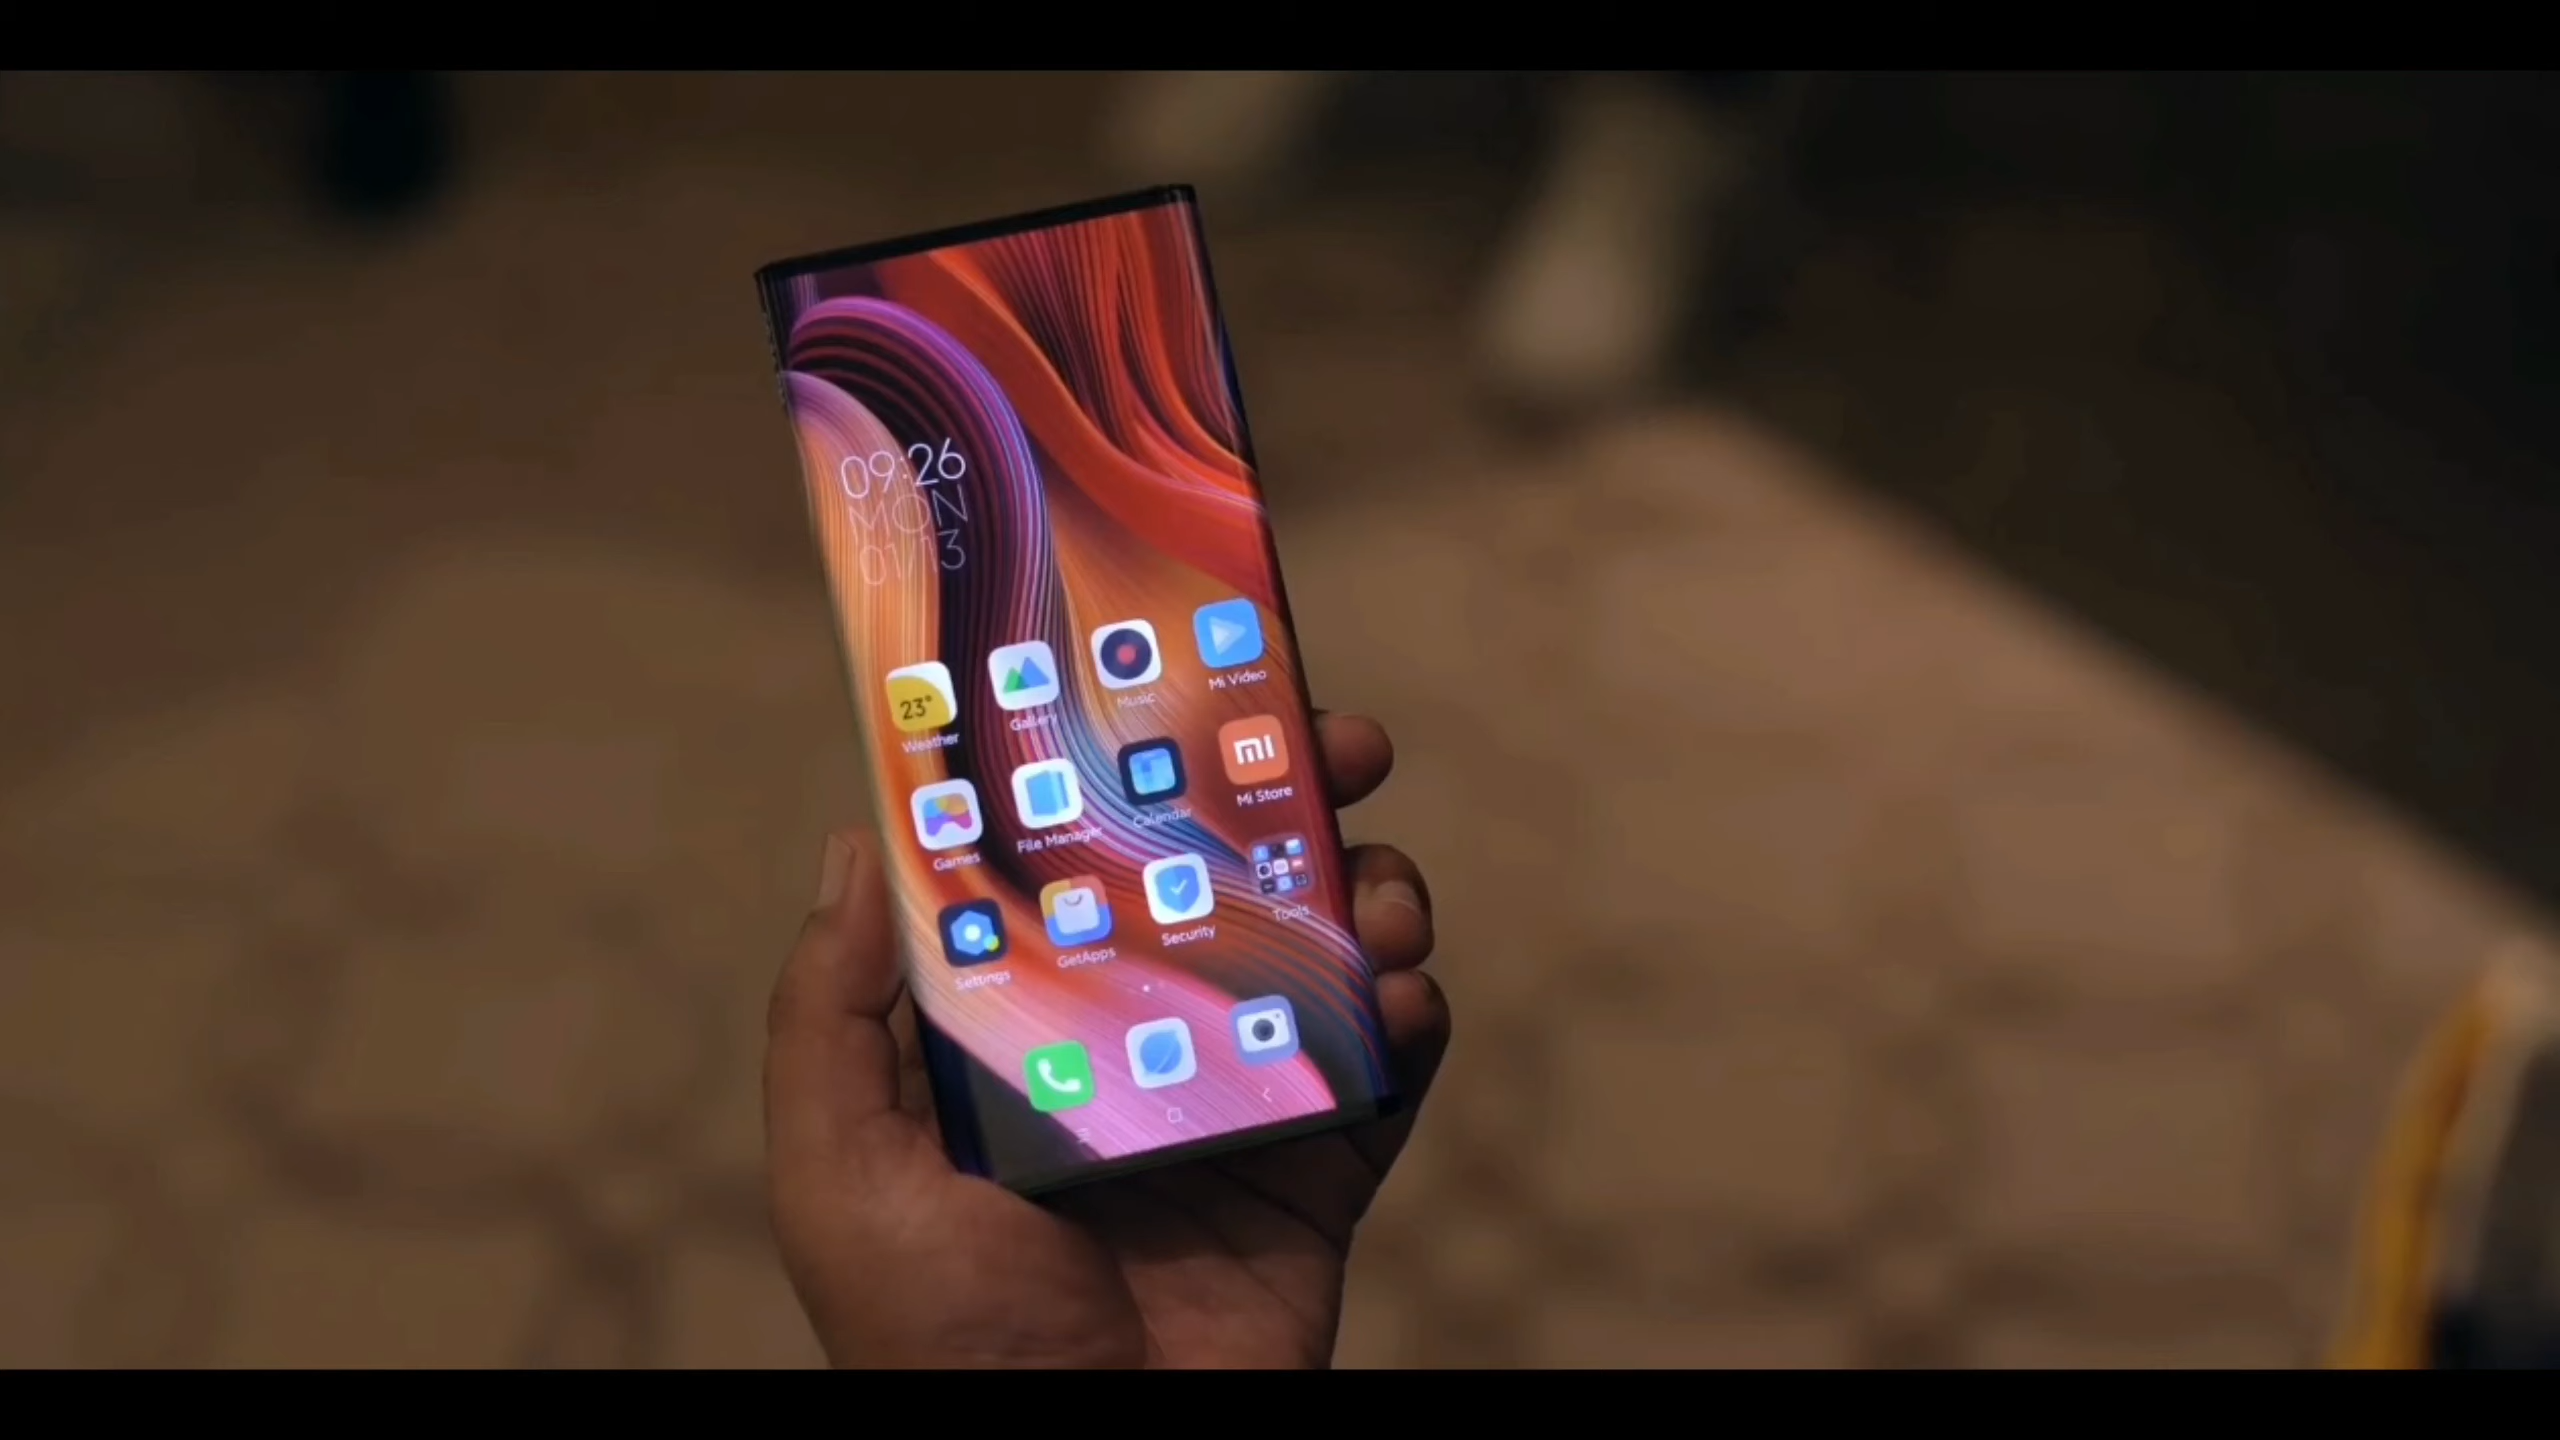 09:26
MON
01/13
23°
Weather
Gallery
Music
Mi Video
Games
File Manager
Calendar
mi
Mi Store
Settings
GetApps
Security
Tools